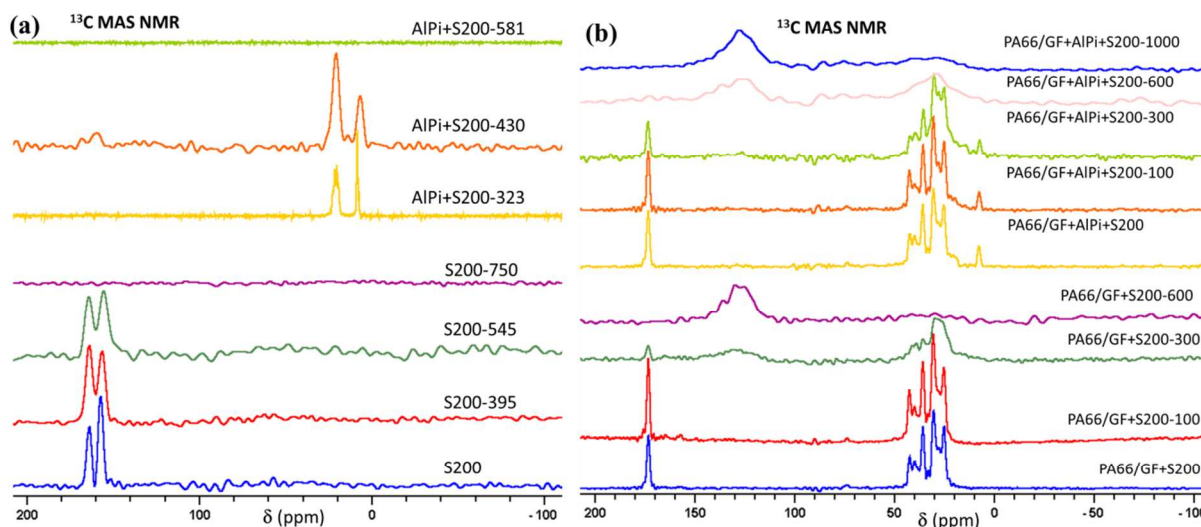 (a)
¹³C MAS NMR
AlPi+S200-581
AlPi+S200-430
AlPi+S200-323
S200-750
S200-545
S200-395
S200
200 100 0 -100
δ (ppm)
(b)
¹³C MAS NMR
PA66/GF+AlPi+S200-1000
PA66/GF+AlPi+S200-600
PA66/GF+AlPi+S200-300
PA66/GF+AlPi+S200-100
PA66/GF+AlPi+S200
PA66/GF+S200-600
PA66/GF+S200-300
PA66/GF+S200-100
PA66/GF+S200
200 150 100 50 0 -50 -100
δ (ppm)